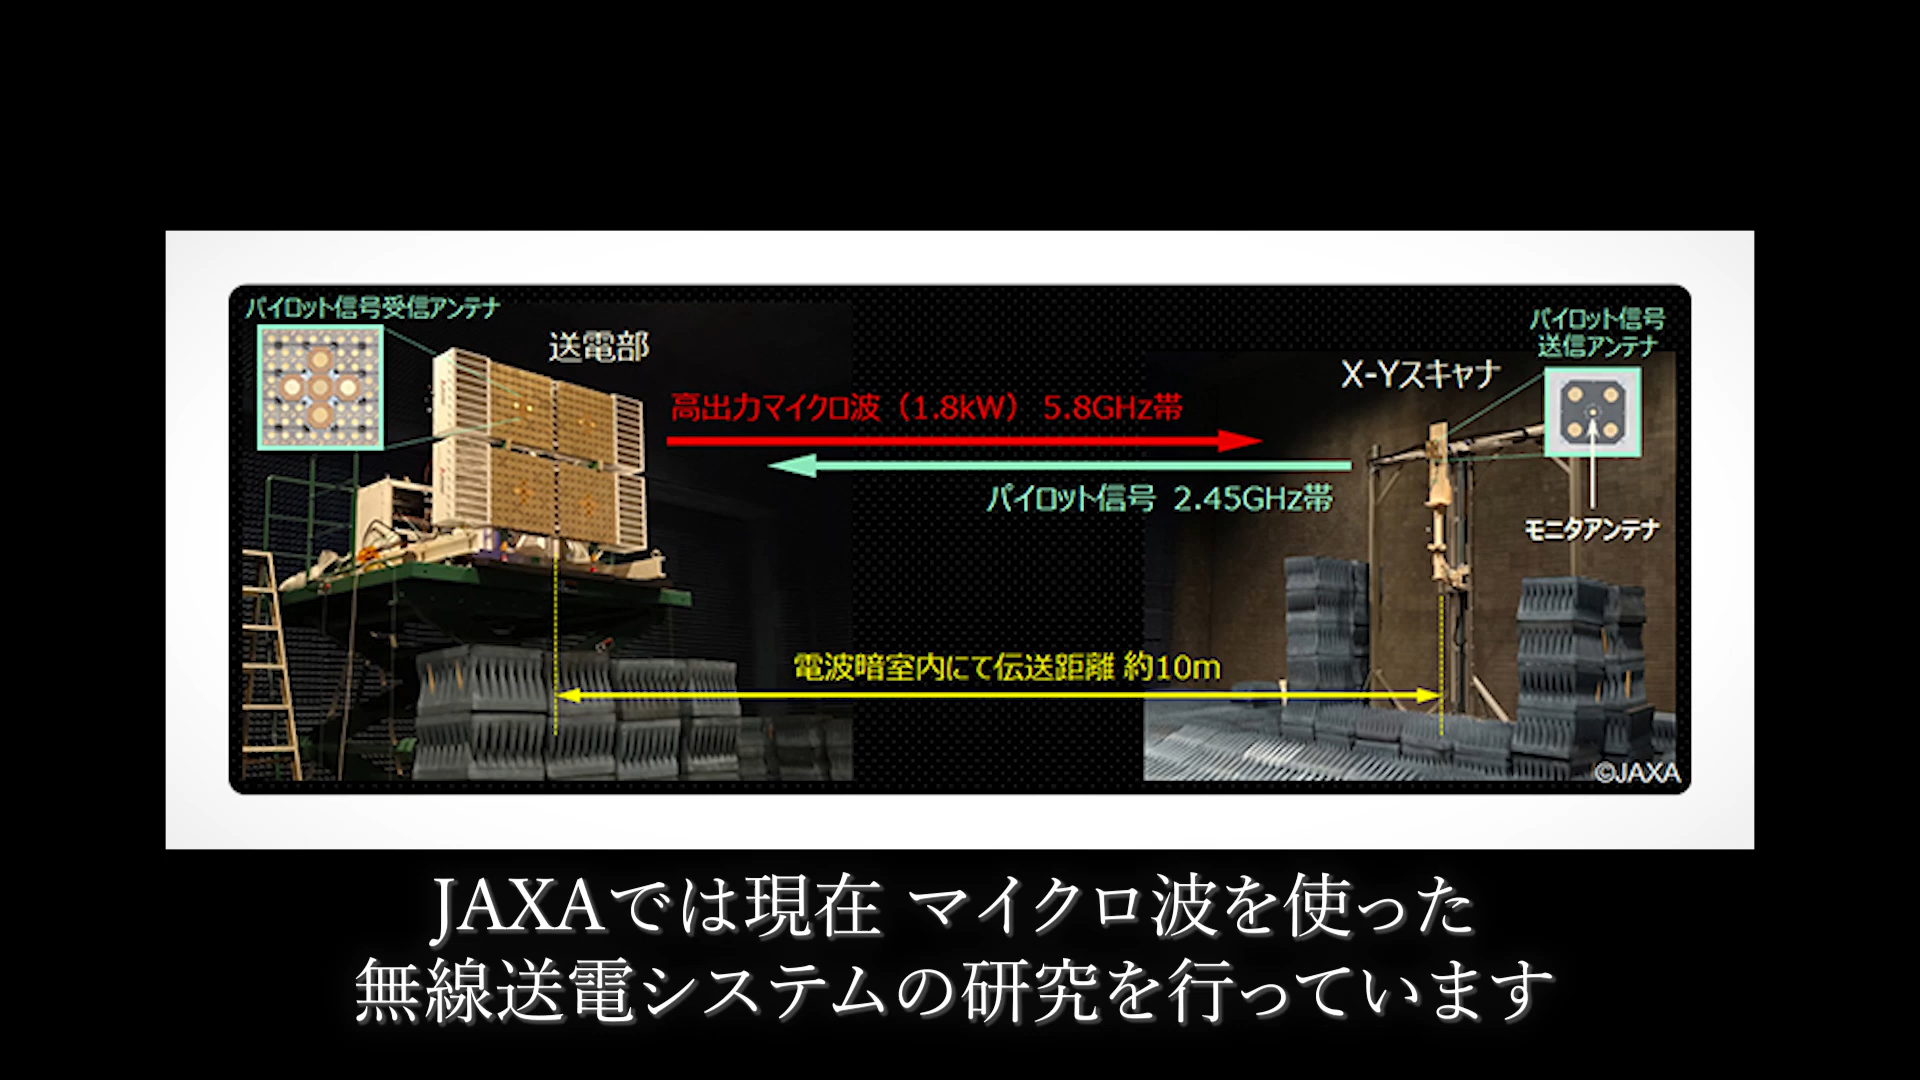 パイロット信号受信アンテナ
送電部
高出力マイクロ波（1.8kW） 5.8GHz帯
パイロット信号 2.45GHz帯
X-Yスキャナ
パイロット信号
送信アンテナ
モニタアンテナ
電波暗室内にて伝送距離 約10m
©JAXA
JAXAでは現在 マイクロ波を使った
無線送電システムの研究を行っています